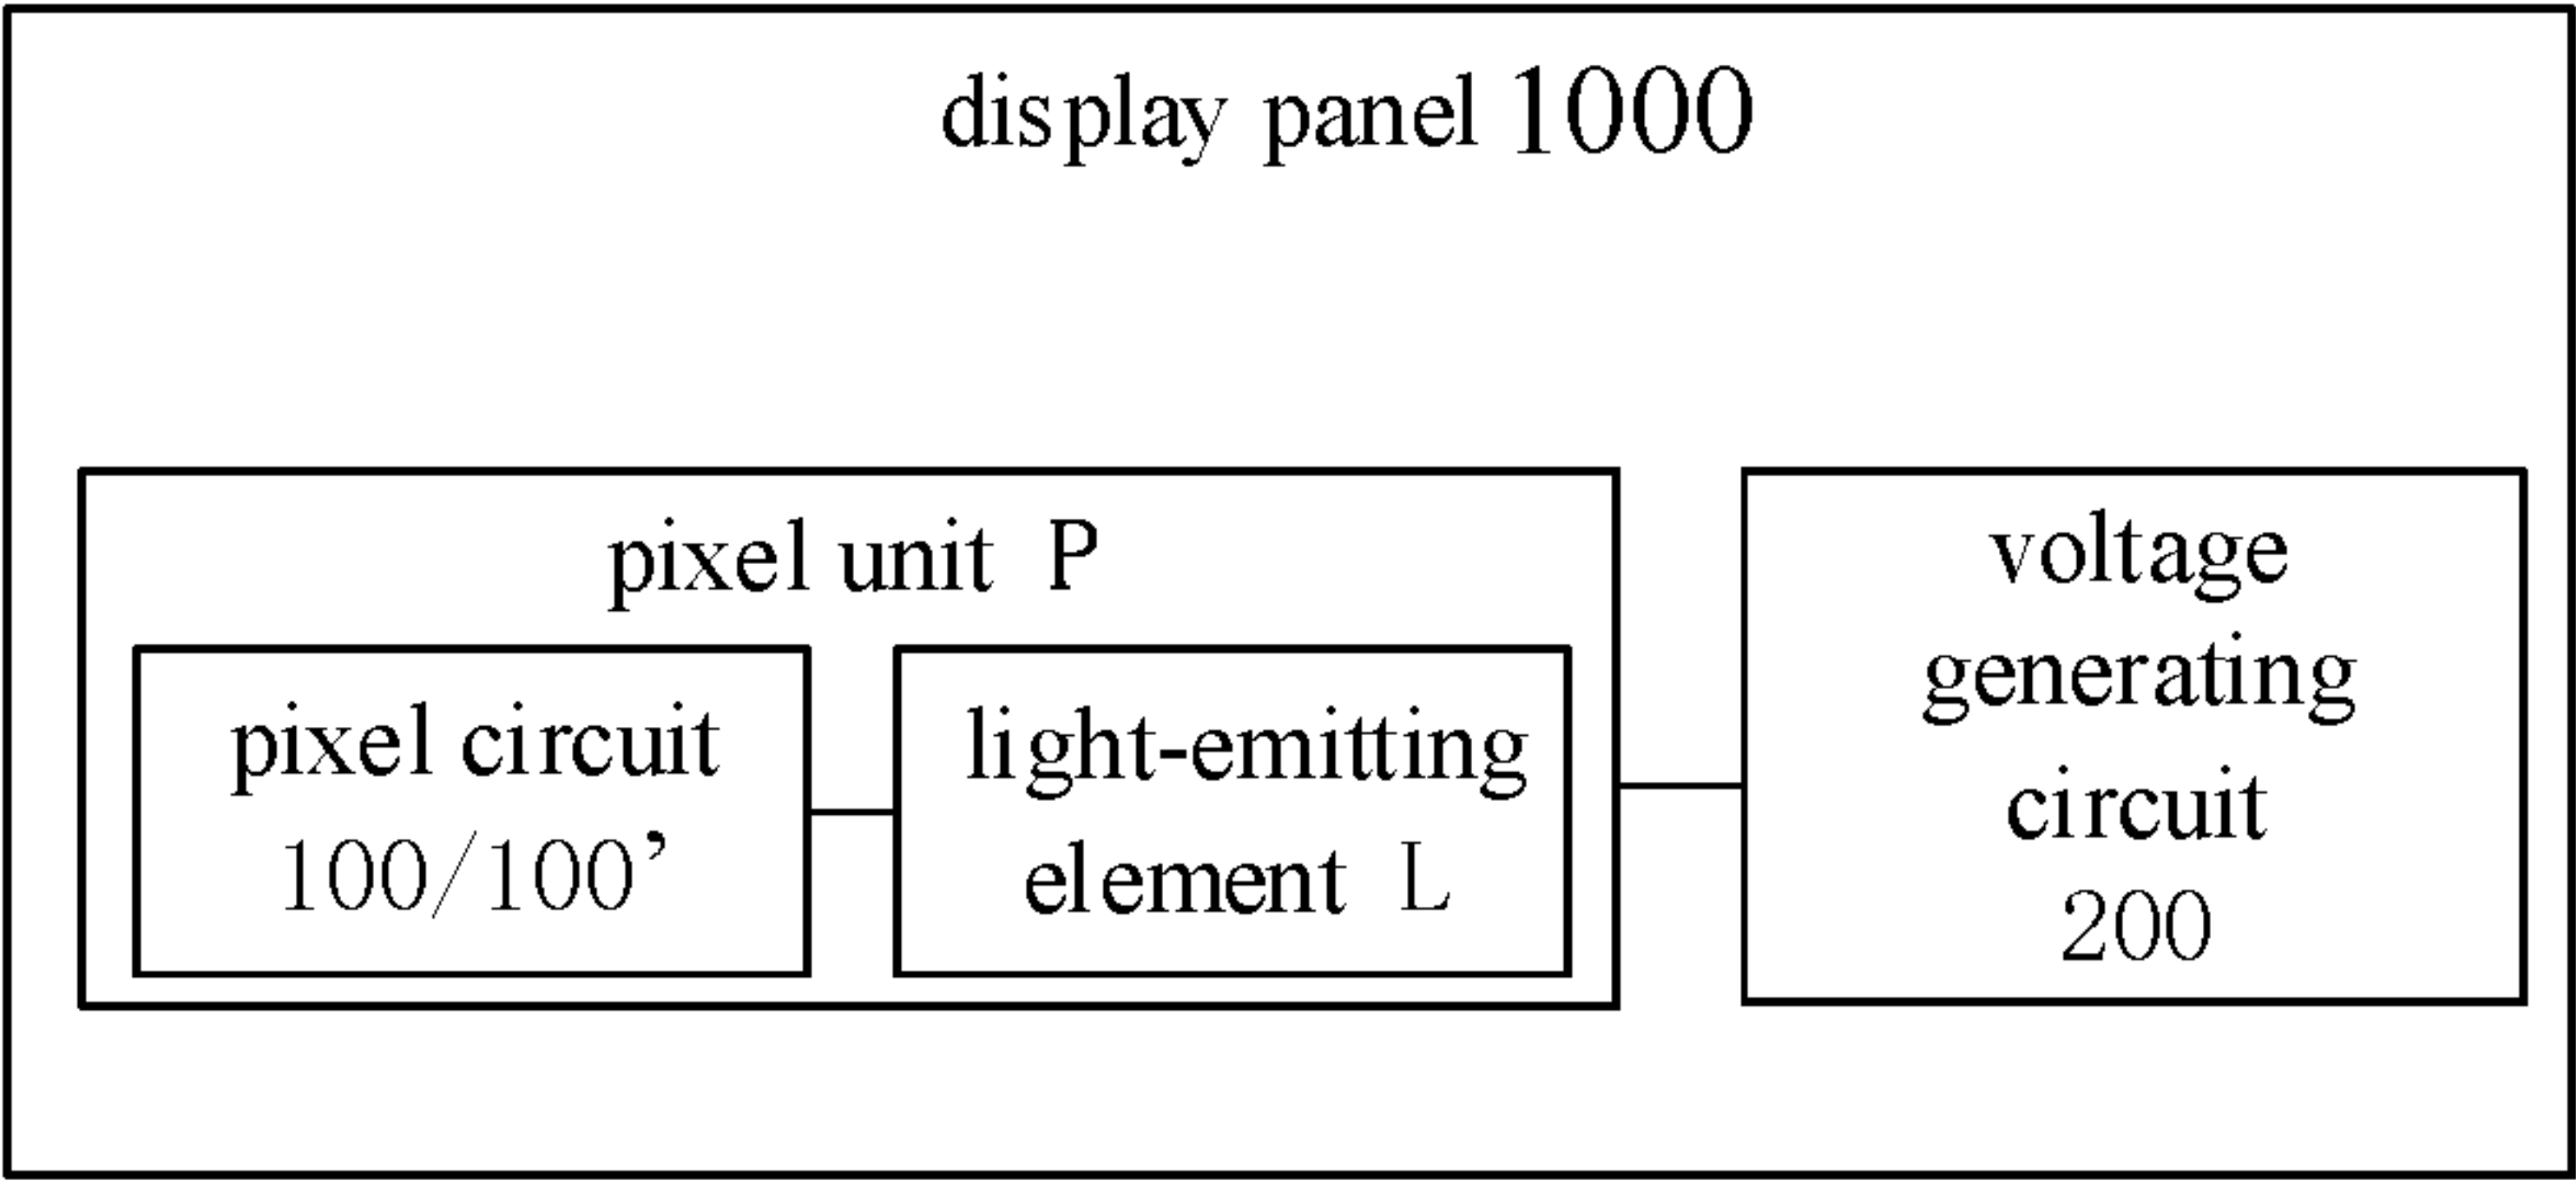 display panel 1000
pixel unit P
pixel circuit
100/100’
light-emitting
element L
voltage
generating
circuit
200